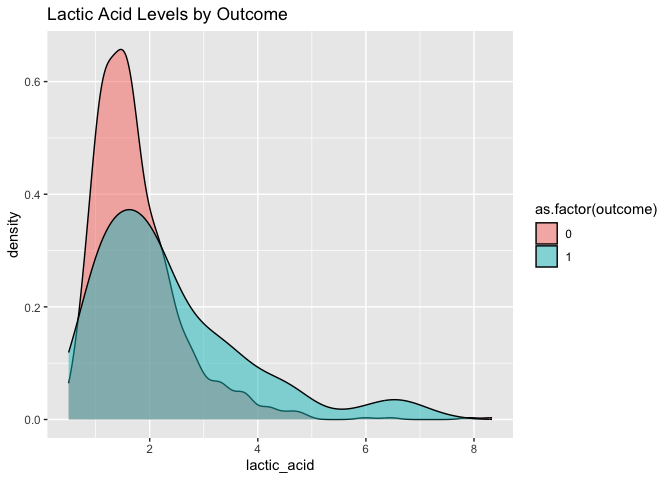 Lactic Acid Levels by Outcome
density
0.6
0.4
0.2
0.0
2 4 6 8
lactic_acid
as.factor(outcome)
0
1